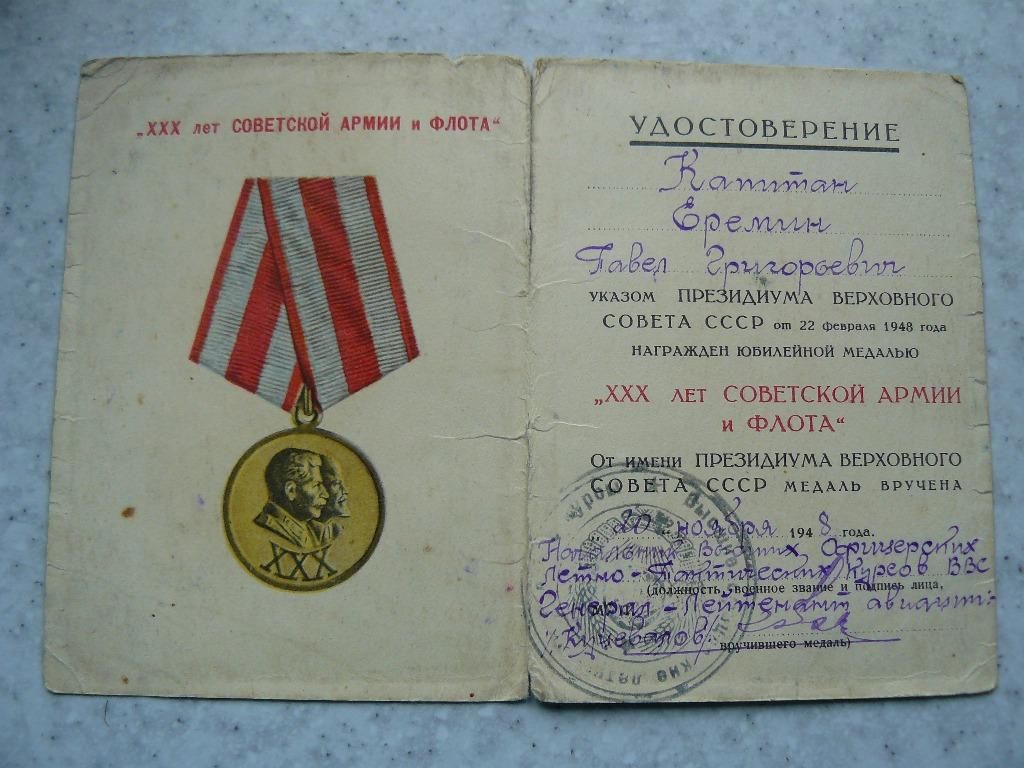 „XXX лет СОВЕТСКОЙ АРМИИ и ФЛОТА“
XXX
УДОСТОВЕРЕНИЕ
Капитан
Еремин
Павел Григорьевич
УКАЗОМ ПРЕЗИДИУМА ВЕРХОВНОГО
СОВЕТА СССР от 22 февраля 1948 года
НАГРАЖДЕН ЮБИЛЕЙНОЙ МЕДАЛЬЮ
„XXX ЛЕТ СОВЕТСКОЙ АРМИИ
и ФЛОТА“
От имени ПРЕЗИДИУМА ВЕРХОВНОГО
СОВЕТА СССР МЕДАЛЬ ВРУЧЕНА
20 ноября 1948 года.
Начальник Высших Офицерских
Летно-Тактических Курсов ВВС
(должность, военное звание и подпись лица,
Генерал-Лейтенант авиации
вручившего медаль)